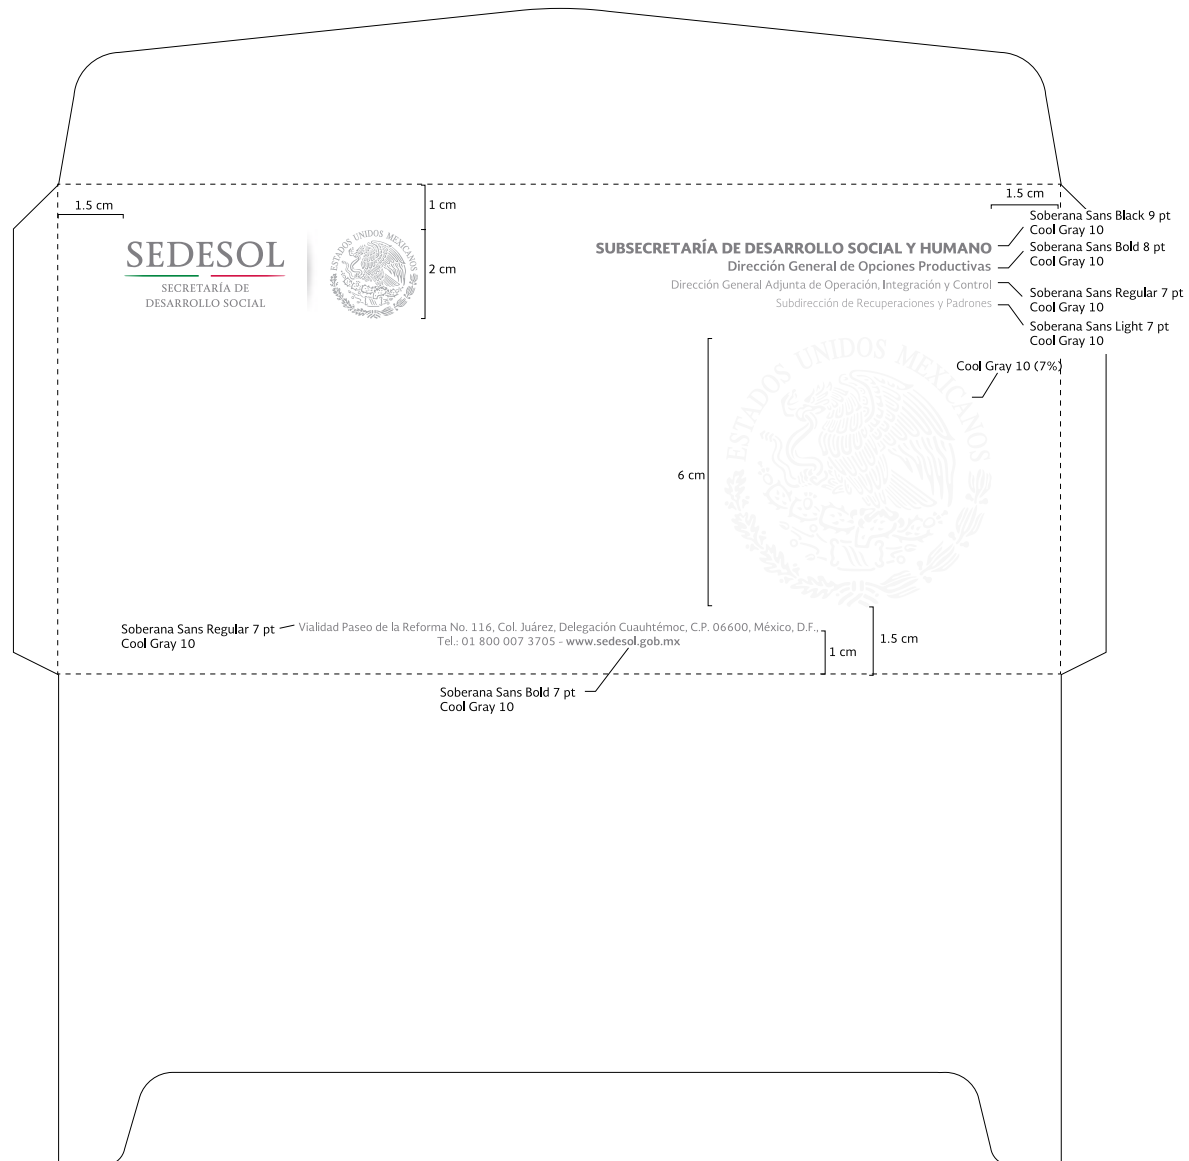 1.5 cm
1 cm
1.5 cm
Soberana Sans Black 9 pt
Cool Gray 10
SEDESOL
SECRETARÍA DE
DESARROLLO SOCIAL
ESTADOS UNIDOS MEXICANOS
2 cm
SUBSECRETARÍA DE DESARROLLO SOCIAL Y HUMANO
Soberana Sans Bold 8 pt
Cool Gray 10
Dirección General de Opciones Productivas
Dirección General Adjunta de Operación, Integración y Control
Soberana Sans Regular 7 pt
Cool Gray 10
Subdirección de Recuperaciones y Padrones
Soberana Sans Light 7 pt
Cool Gray 10
ESTADOS UNIDOS MEXICANOS
Cool Gray 10 (7%)
6 cm
Soberana Sans Regular 7 pt
Cool Gray 10
Vialidad Paseo de la Reforma No. 116, Col. Juárez, Delegación Cuauhtémoc, C.P. 06600, México, D.F.,
Tel.: 01 800 007 3705 - www.sedesol.gob.mx
1 cm
1.5 cm
Soberana Sans Bold 7 pt
Cool Gray 10